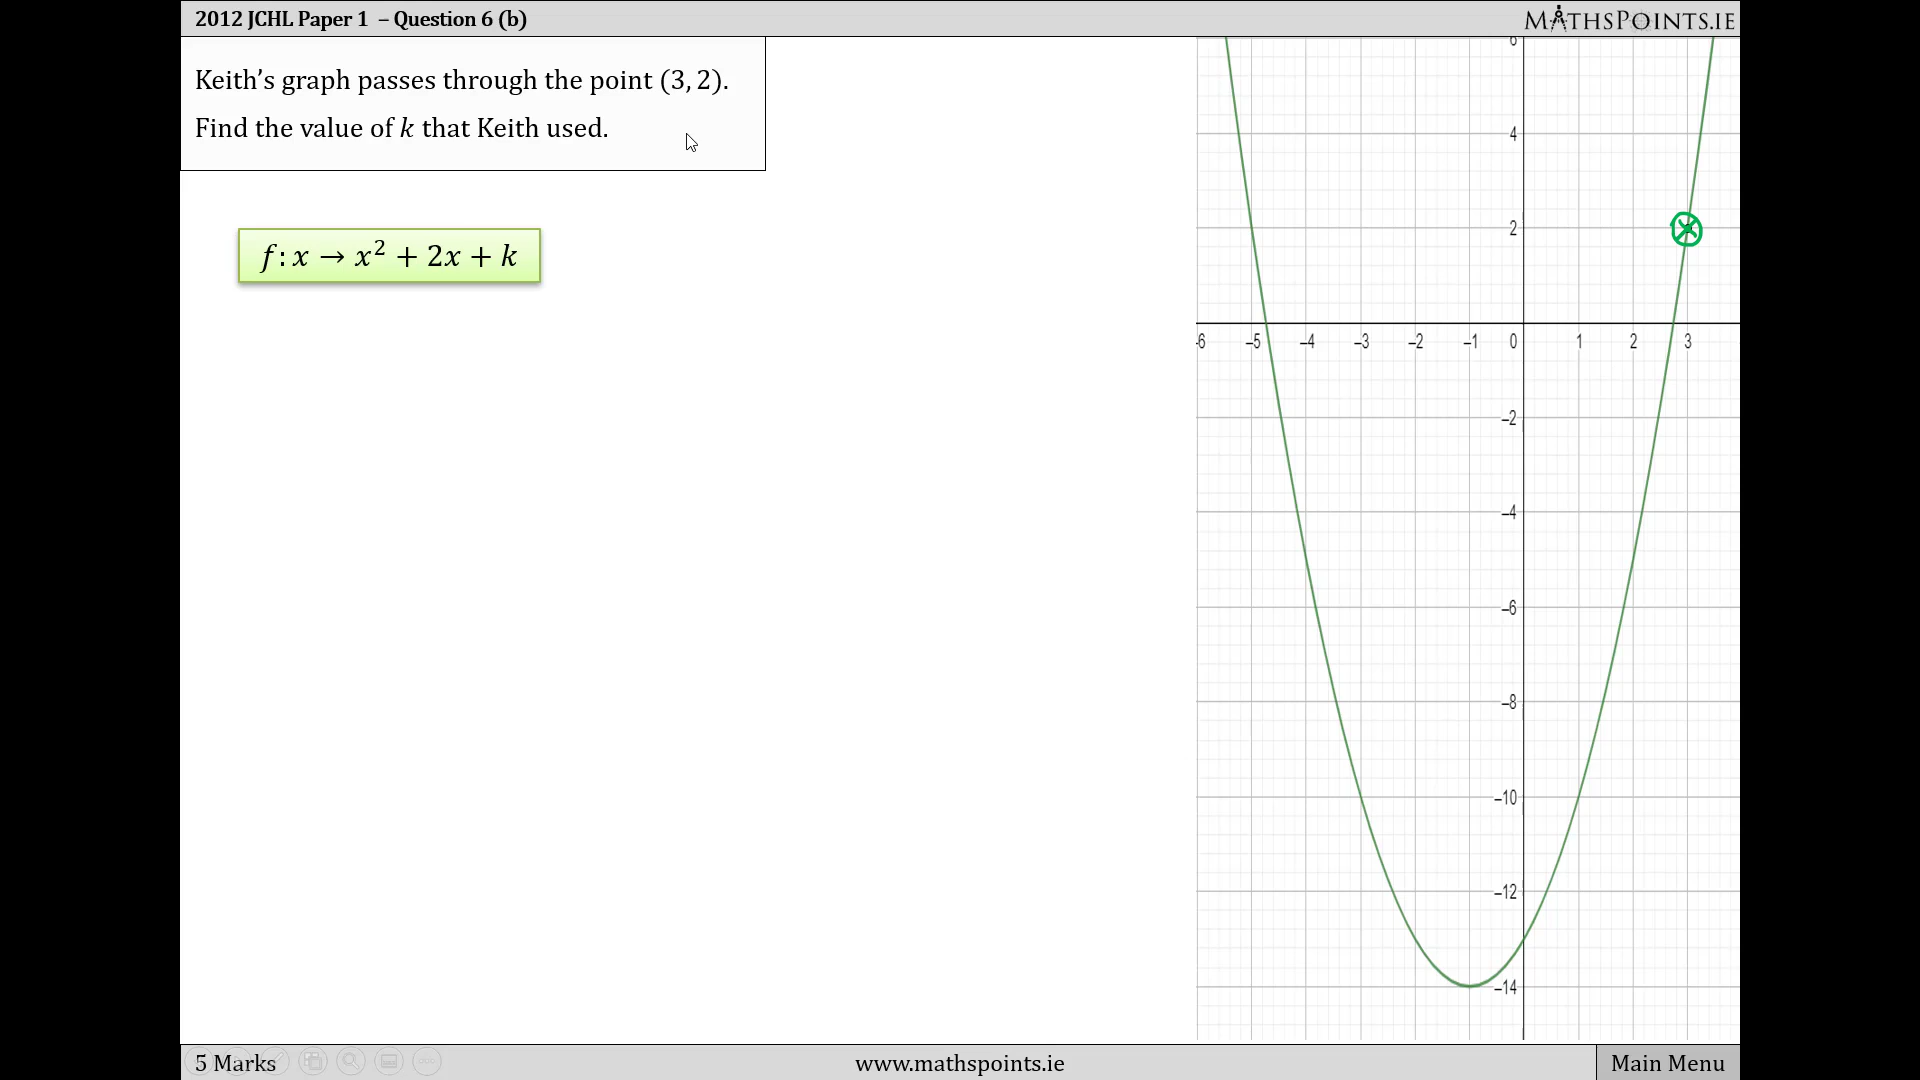 2012 JCHL Paper 1 – Question 6 (b)
MATHSPOINTS.IE
Keith’s graph passes through the point (3, 2).
Find the value of k that Keith used.
f: x → x² + 2x + k
6
4
2
-6 –5 –4 –3 –2 –1 0 1 2 3
–2
–4
–6
–8
–10
–12
–14
5 Marks
www.mathspoints.ie
Main Menu